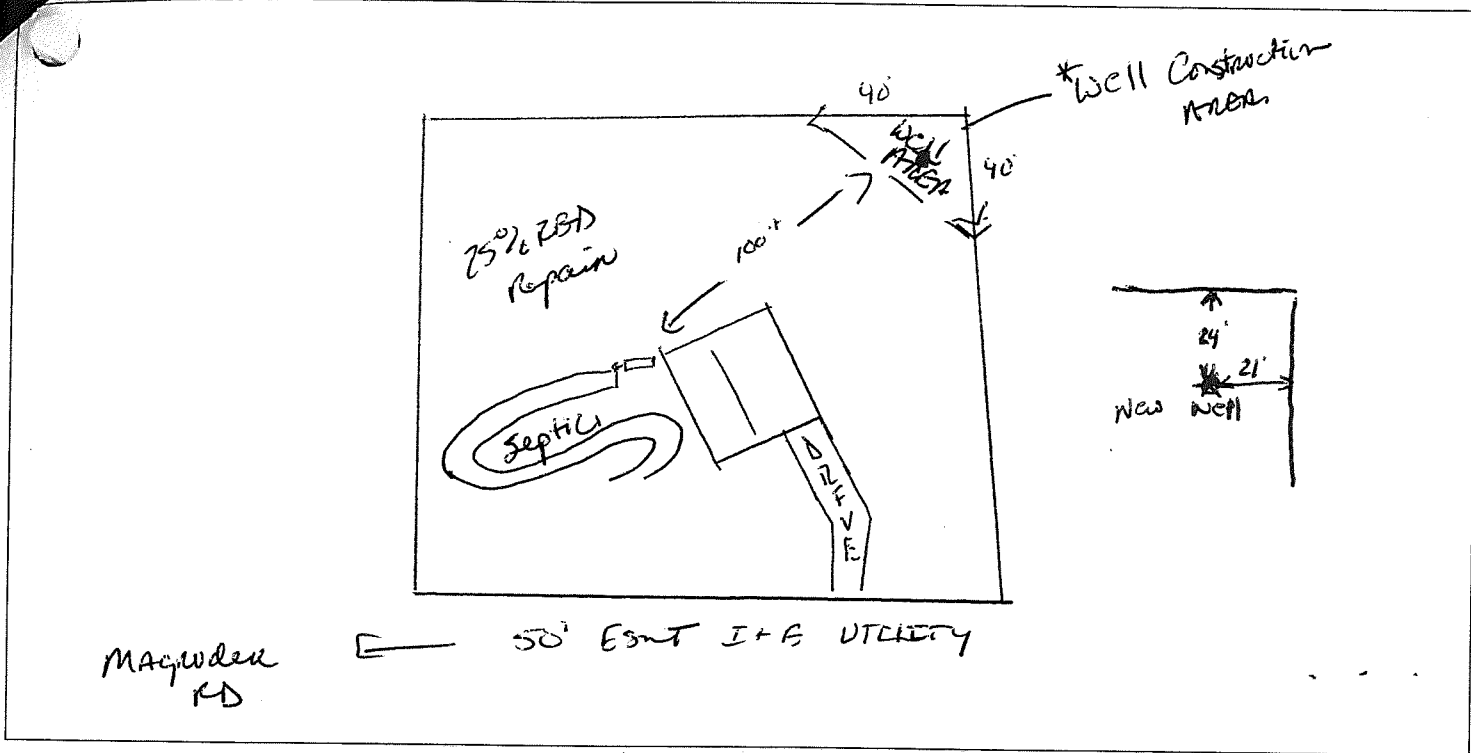 40'
*Well Construction
AREA
Well
AREA
40'
100'+
25% RED
Repair
24'
21'
New Well
Septic
DRIVE
50' Esmt I + E UTILITY
Magruder
RD